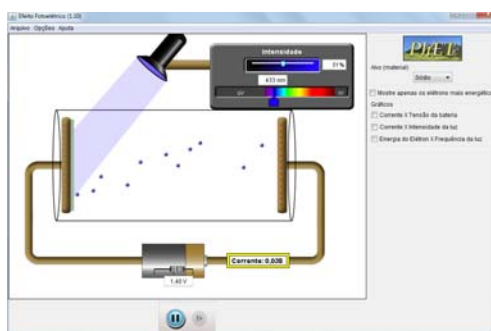 Efeito Fotoelétrico (1.10)
Arquivo Opções Ajuda
Intensidade
31%
433 nm
UV
IV
PhET
Alvo (material)
Sódio
Mostre apenas os elétrons mais energéticos
Gráficos
Corrente X Tensão da bateria
Corrente X Intensidade da luz
Energia do Elétron X Frequência da luz
Corrente: 0,038
1,40 V